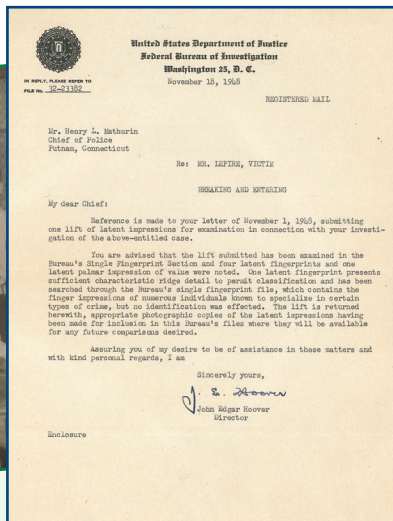 United States Department of Justice
Federal Bureau of Investigation
Washington 25, D. C.
IN REPLY, PLEASE REFER TO
FILE No. 32-23382
November 18, 1948
REGISTERED MAIL
Mr. Henry L. Mathurin
Chief of Police
Putnam, Connecticut
Re: MR. LEPIRE, VICTIM
BREAKING AND ENTERING
My dear Chief:
Reference is made to your letter of November 1, 1948, submitting
one lift of latent impressions for examination in connection with your investi-
gation of the above-entitled case.
You are advised that the lift submitted has been examined in the
Bureau's Single Fingerprint Section and four latent fingerprints and one
latent palmar impression of value were noted. One latent fingerprint presents
sufficient characteristic ridge detail to permit classification and has been
searched through the Bureau's single fingerprint file, which contains the
finger impressions of numerous individuals known to specialize in certain
types of crime, but no identification was effected. The lift is returned
herewith, appropriate photographic copies of the latent impressions having
been made for inclusion in this Bureau's files where they will be available
for any future comparisons desired.
Assuring you of my desire to be of assistance in these matters and
with kind personal regards, I am
Sincerely yours,
J. E. Hoover
John Edgar Hoover
Director
Enclosure